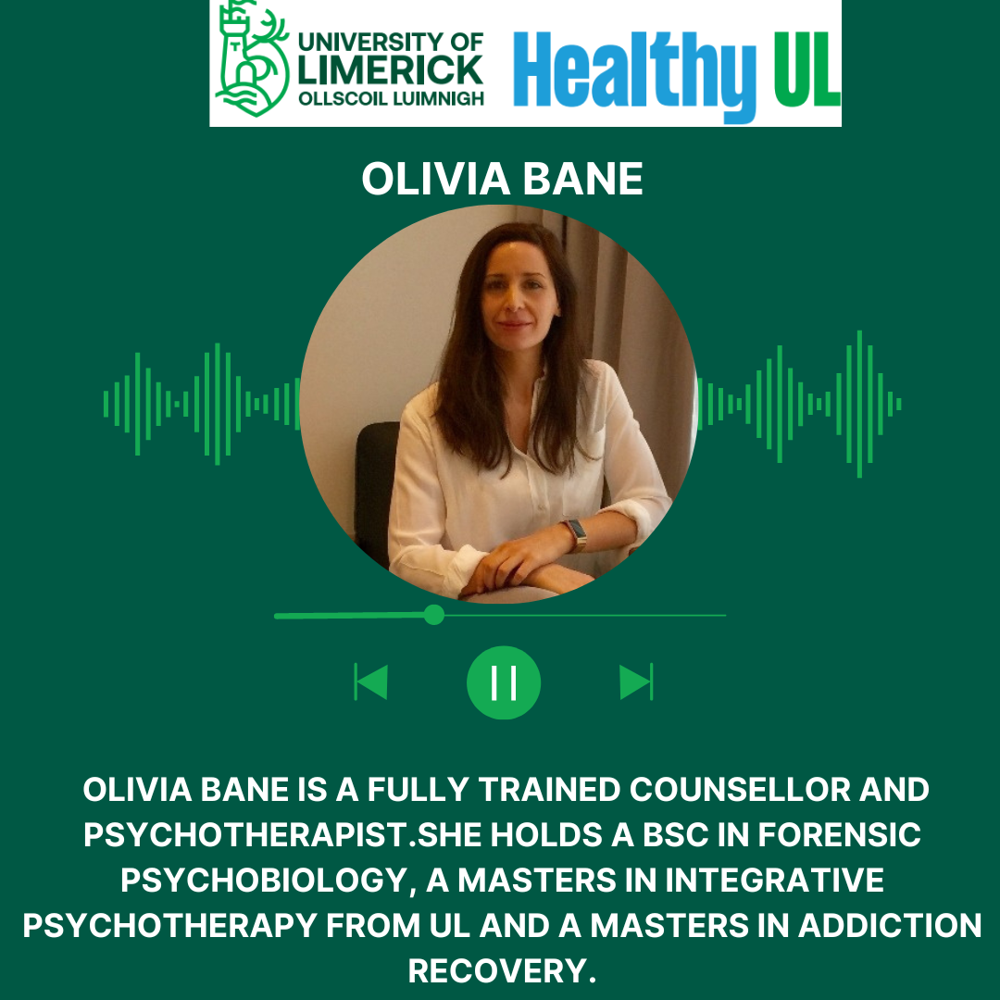 UNIVERSITY OF
LIMERICK
OLLSCOIL LUIMNIGH
Healthy UL
OLIVIA BANE
OLIVIA BANE IS A FULLY TRAINED COUNSELLOR AND
PSYCHOTHERAPIST.SHE HOLDS A BSC IN FORENSIC
PSYCHOBIOLOGY, A MASTERS IN INTEGRATIVE
PSYCHOTHERAPY FROM UL AND A MASTERS IN ADDICTION
RECOVERY.